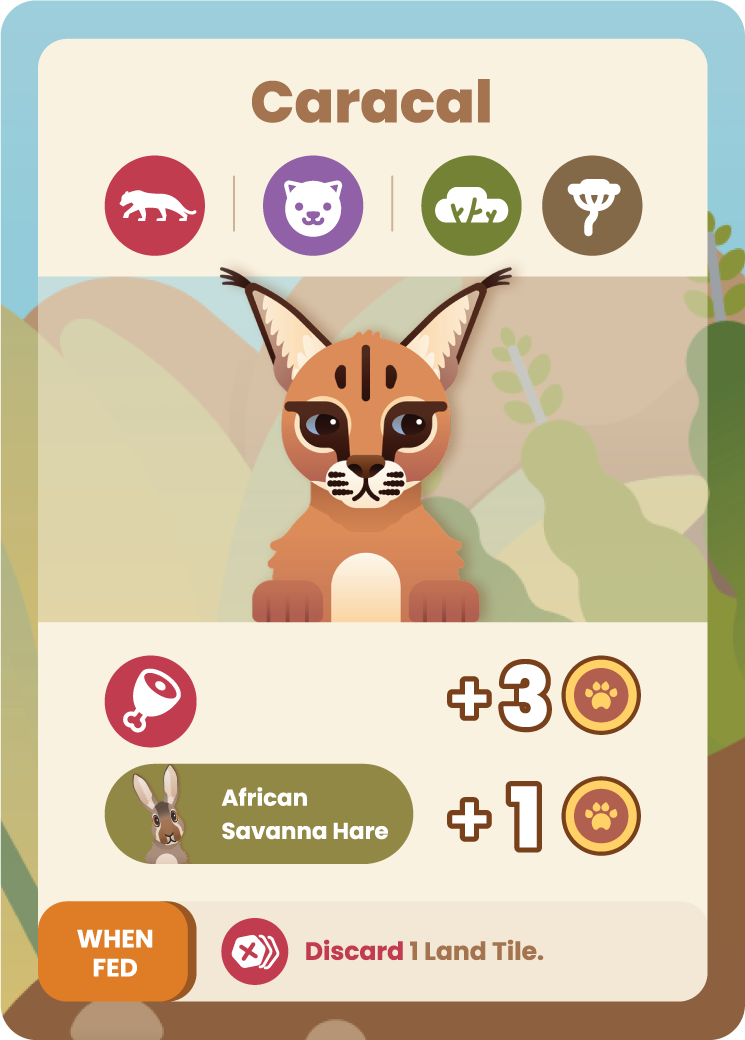 Caracal
+3
African
Savanna Hare
+1
WHEN
FED
Discard 1 Land Tile.